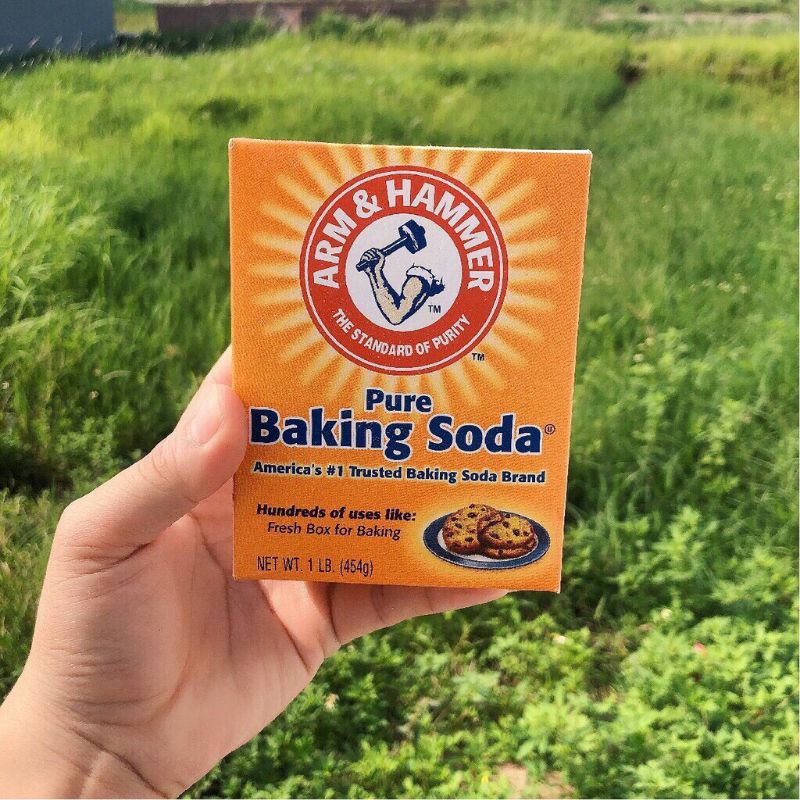 ARM & HAMMER
TM
THE STANDARD OF PURITY
TM
Pure
Baking Soda®
America's #1 Trusted Baking Soda Brand
Hundreds of uses like:
Fresh Box for Baking
NET WT. 1 LB. (454g)